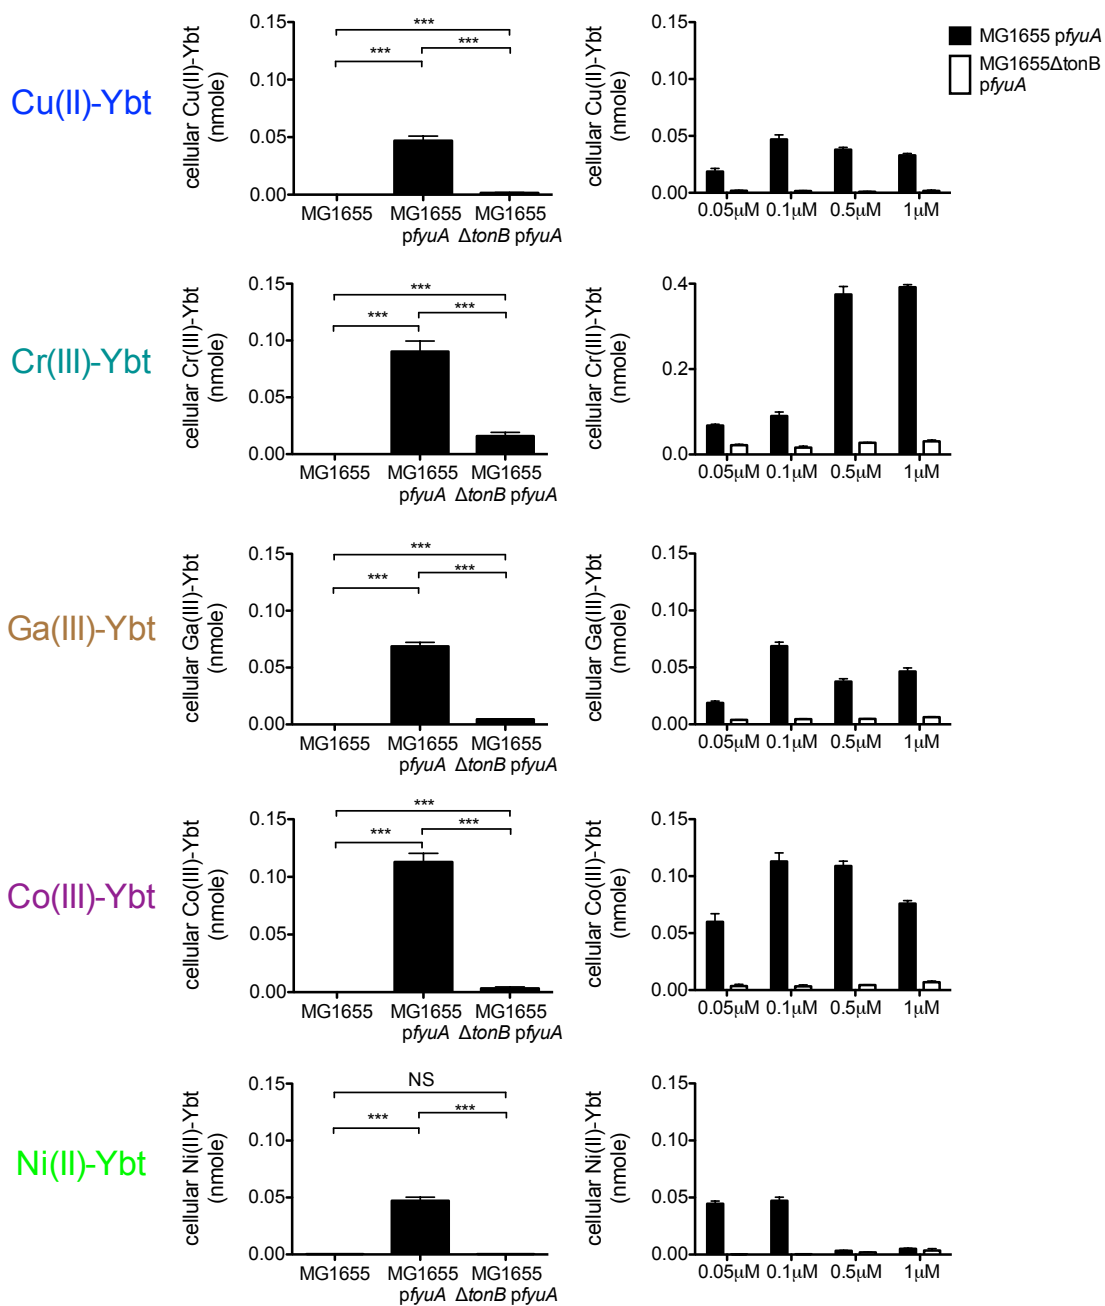 Cu(II)-Ybt
cellular Cu(II)-Ybt
(nmole)
0.15
0.10
0.05
0.00
***
***
***
MG1655
MG1655
pfyuA
MG1655
ΔtonB pfyuA
cellular Cu(II)-Ybt
(nmole)
0.15
0.10
0.05
0.00
0.05μM
0.1μM
0.5μM
1μM
MG1655 pfyuA
MG1655ΔtonB
pfyuA
Cr(III)-Ybt
cellular Cr(III)-Ybt
(nmole)
0.15
0.10
0.05
0.00
***
***
***
MG1655
MG1655
pfyuA
MG1655
ΔtonB pfyuA
cellular Cr(III)-Ybt
(nmole)
0.4
0.2
0.0
0.05μM
0.1μM
0.5μM
1μM
Ga(III)-Ybt
cellular Ga(III)-Ybt
(nmole)
0.15
0.10
0.05
0.00
***
***
***
MG1655
MG1655
pfyuA
MG1655
ΔtonB pfyuA
cellular Ga(III)-Ybt
(nmole)
0.15
0.10
0.05
0.00
0.05μM
0.1μM
0.5μM
1μM
Co(III)-Ybt
cellular Co(III)-Ybt
(nmole)
0.15
0.10
0.05
0.00
***
***
***
MG1655
MG1655
pfyuA
MG1655
ΔtonB pfyuA
cellular Co(III)-Ybt
(nmole)
0.15
0.10
0.05
0.00
0.05μM
0.1μM
0.5μM
1μM
Ni(II)-Ybt
cellular Ni(II)-Ybt
(nmole)
0.15
0.10
0.05
0.00
NS
***
***
MG1655
MG1655
pfyuA
MG1655
ΔtonB pfyuA
cellular Ni(II)-Ybt
(nmole)
0.15
0.10
0.05
0.00
0.05μM
0.1μM
0.5μM
1μM